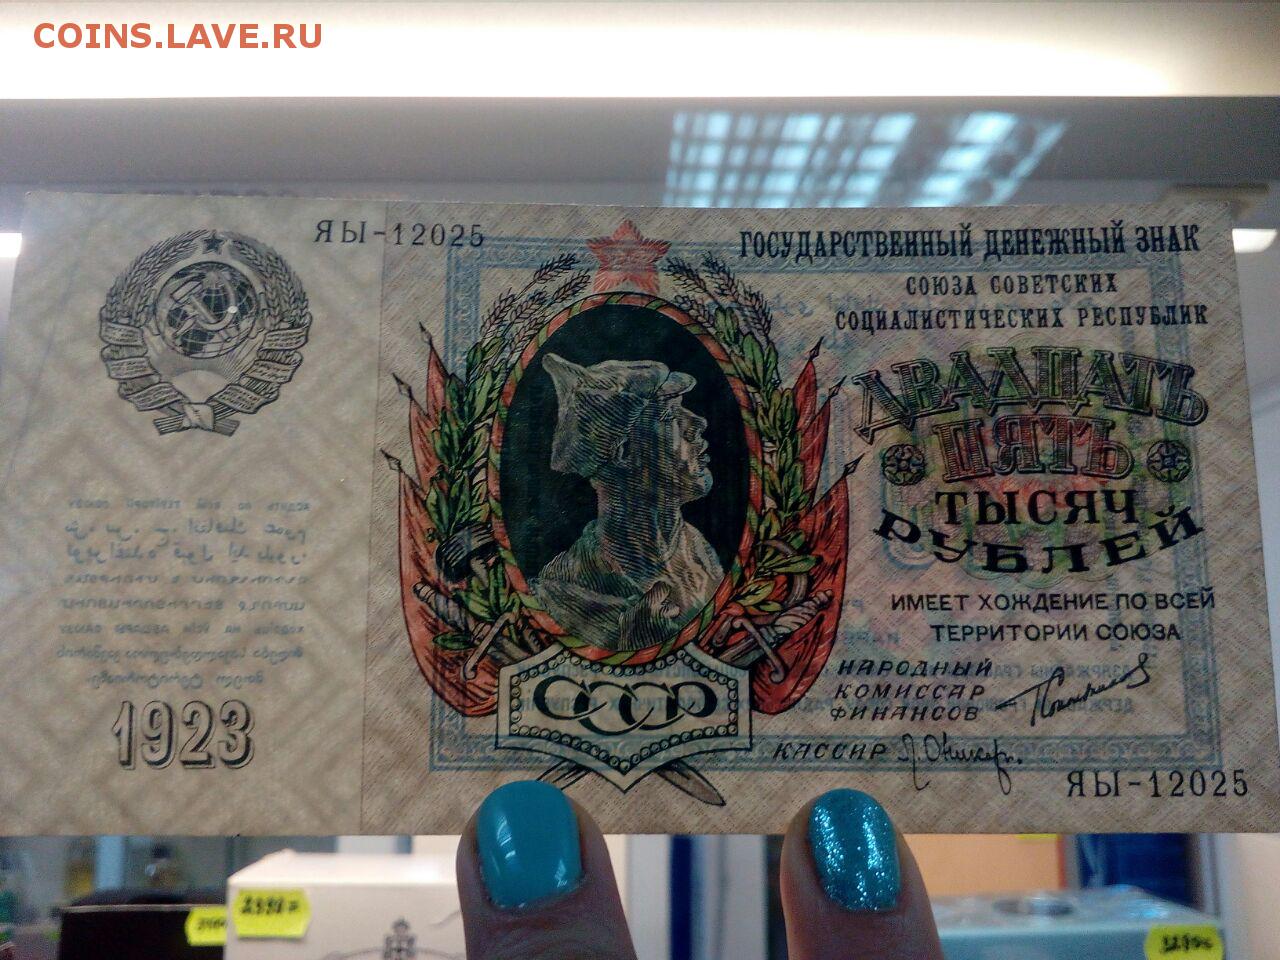 COINS.LAVE.RU
ЯЫ-12025
ГОСУДАРСТВЕННЫЙ ДЕНЕЖНЫЙ ЗНАК
СОЮЗА СОВЕТСКИХ
СОЦИАЛИСТИЧЕСКИХ РЕСПУБЛИК
ДВАДЦАТЬ
ПЯТЬ
ТЫСЯЧ
РУБЛЕЙ
ИМЕЕТ ХОЖДЕНИЕ ПО ВСЕЙ
ТЕРРИТОРИИ СОЮЗА
НАРОДНЫЙ
КОМИССАР
ФИНАНСОВ
КАССИР
СССР
1923
ЯЫ-12025